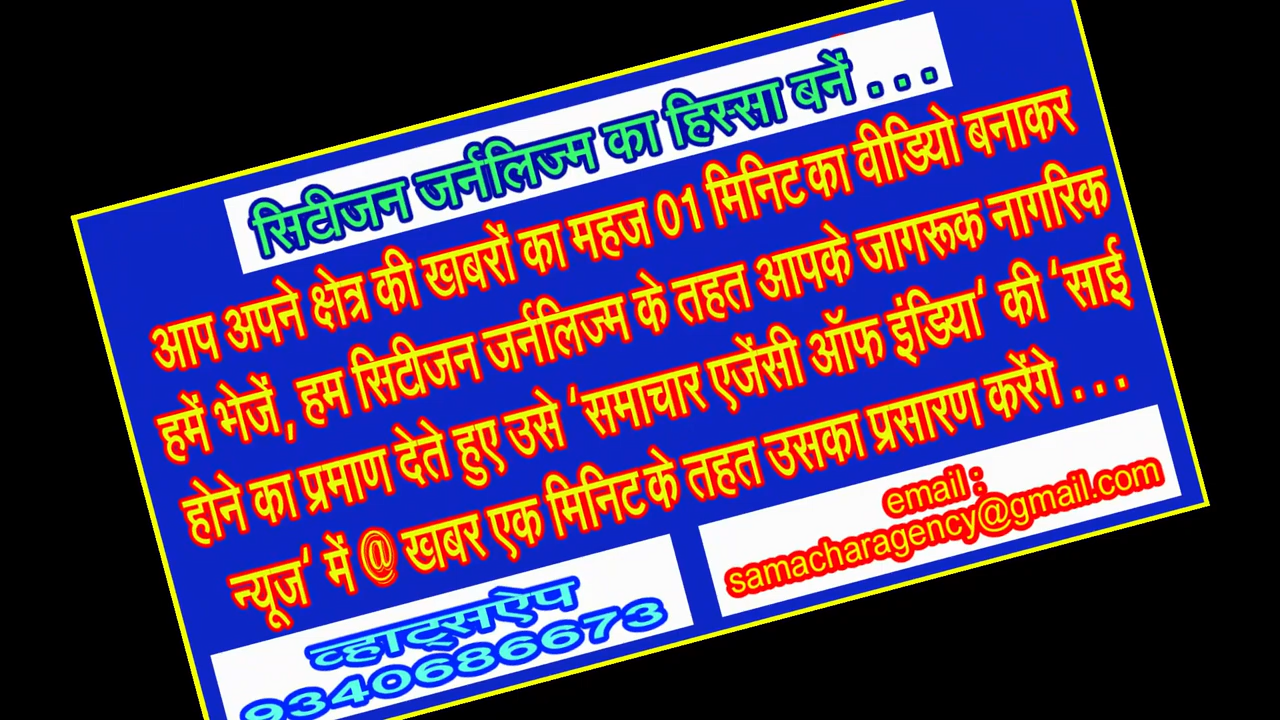 सिटीजन जर्नलिज्म का हिस्सा बनें . . .
आप अपने क्षेत्र की खबरों का महज 01 मिनिट का वीडियो बनाकर
हमें भेजें, हम सिटीजन जर्नलिज्म के तहत आपके जागरूक नागरिक
होने का प्रमाण देते हुए उसे ‘समाचार एजेंसी ऑफ इंडिया‘ की ‘साई
न्यूज‘ में @ खबर एक मिनिट के तहत उसका प्रसारण करेंगे . . .
व्हाट्सऐप
9340686673
email :
samacharagency@gmail.com